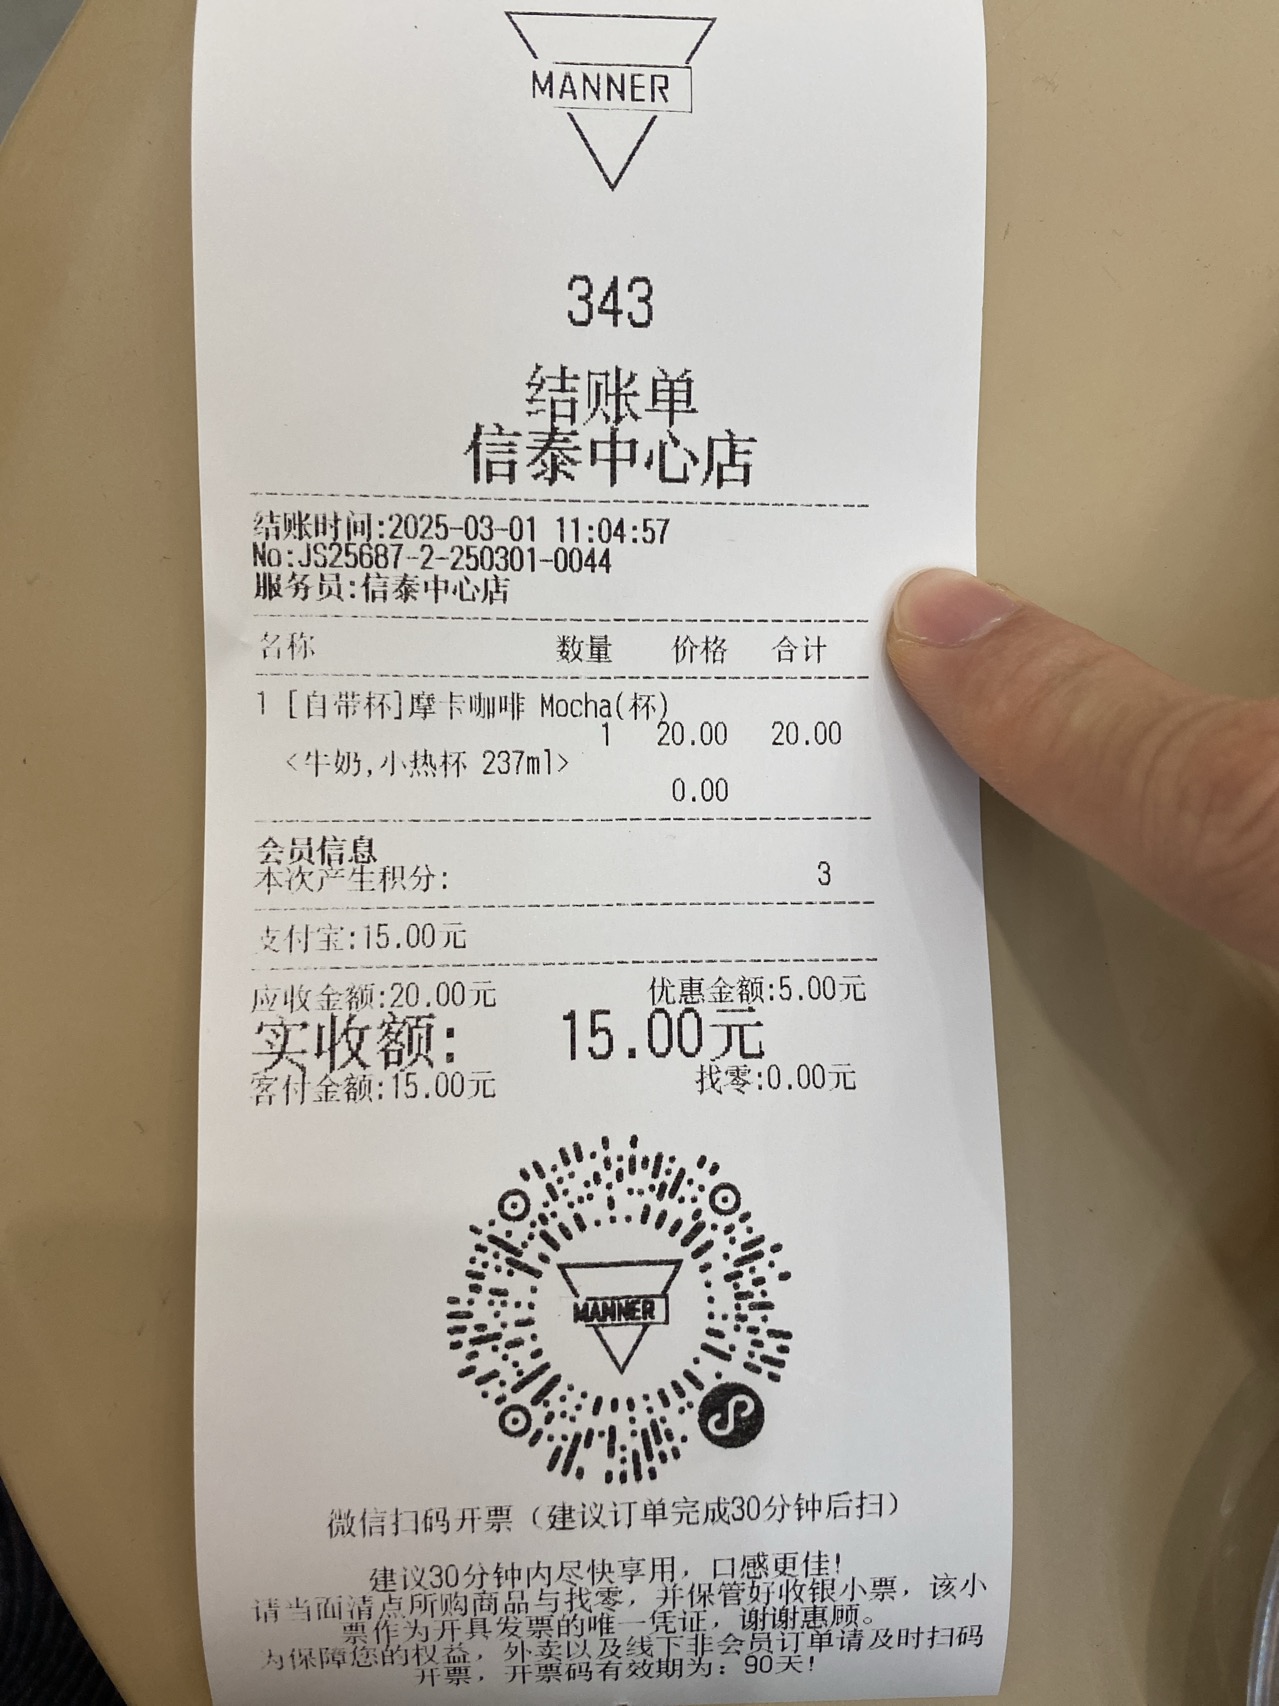 MANNER
343
结账单
信泰中心店
结账时间:2025-03-01 11:04:57
No:JS25687-2-250301-0044
服务员:信泰中心店
名称 数量 价格 合计
1 [自带杯]摩卡咖啡 Mocha(杯)
1 20.00 20.00
<牛奶,小热杯 237ml>
0.00
会员信息
本次产生积分: 3
支付宝:15.00元
应收金额:20.00元 优惠金额:5.00元
实收额: 15.00元
客付金额:15.00元 找零:0.00元
MANNER
微信扫码开票（建议订单完成30分钟后扫）
建议30分钟内尽快享用，口感更佳!
请当面清点所购商品与找零，并保管好收银小票，该小
票作为开具发票的唯一凭证，谢谢惠顾。
为保障您的权益，外卖以及线下非会员订单请及时扫码
开票，开票码有效期为：90天!